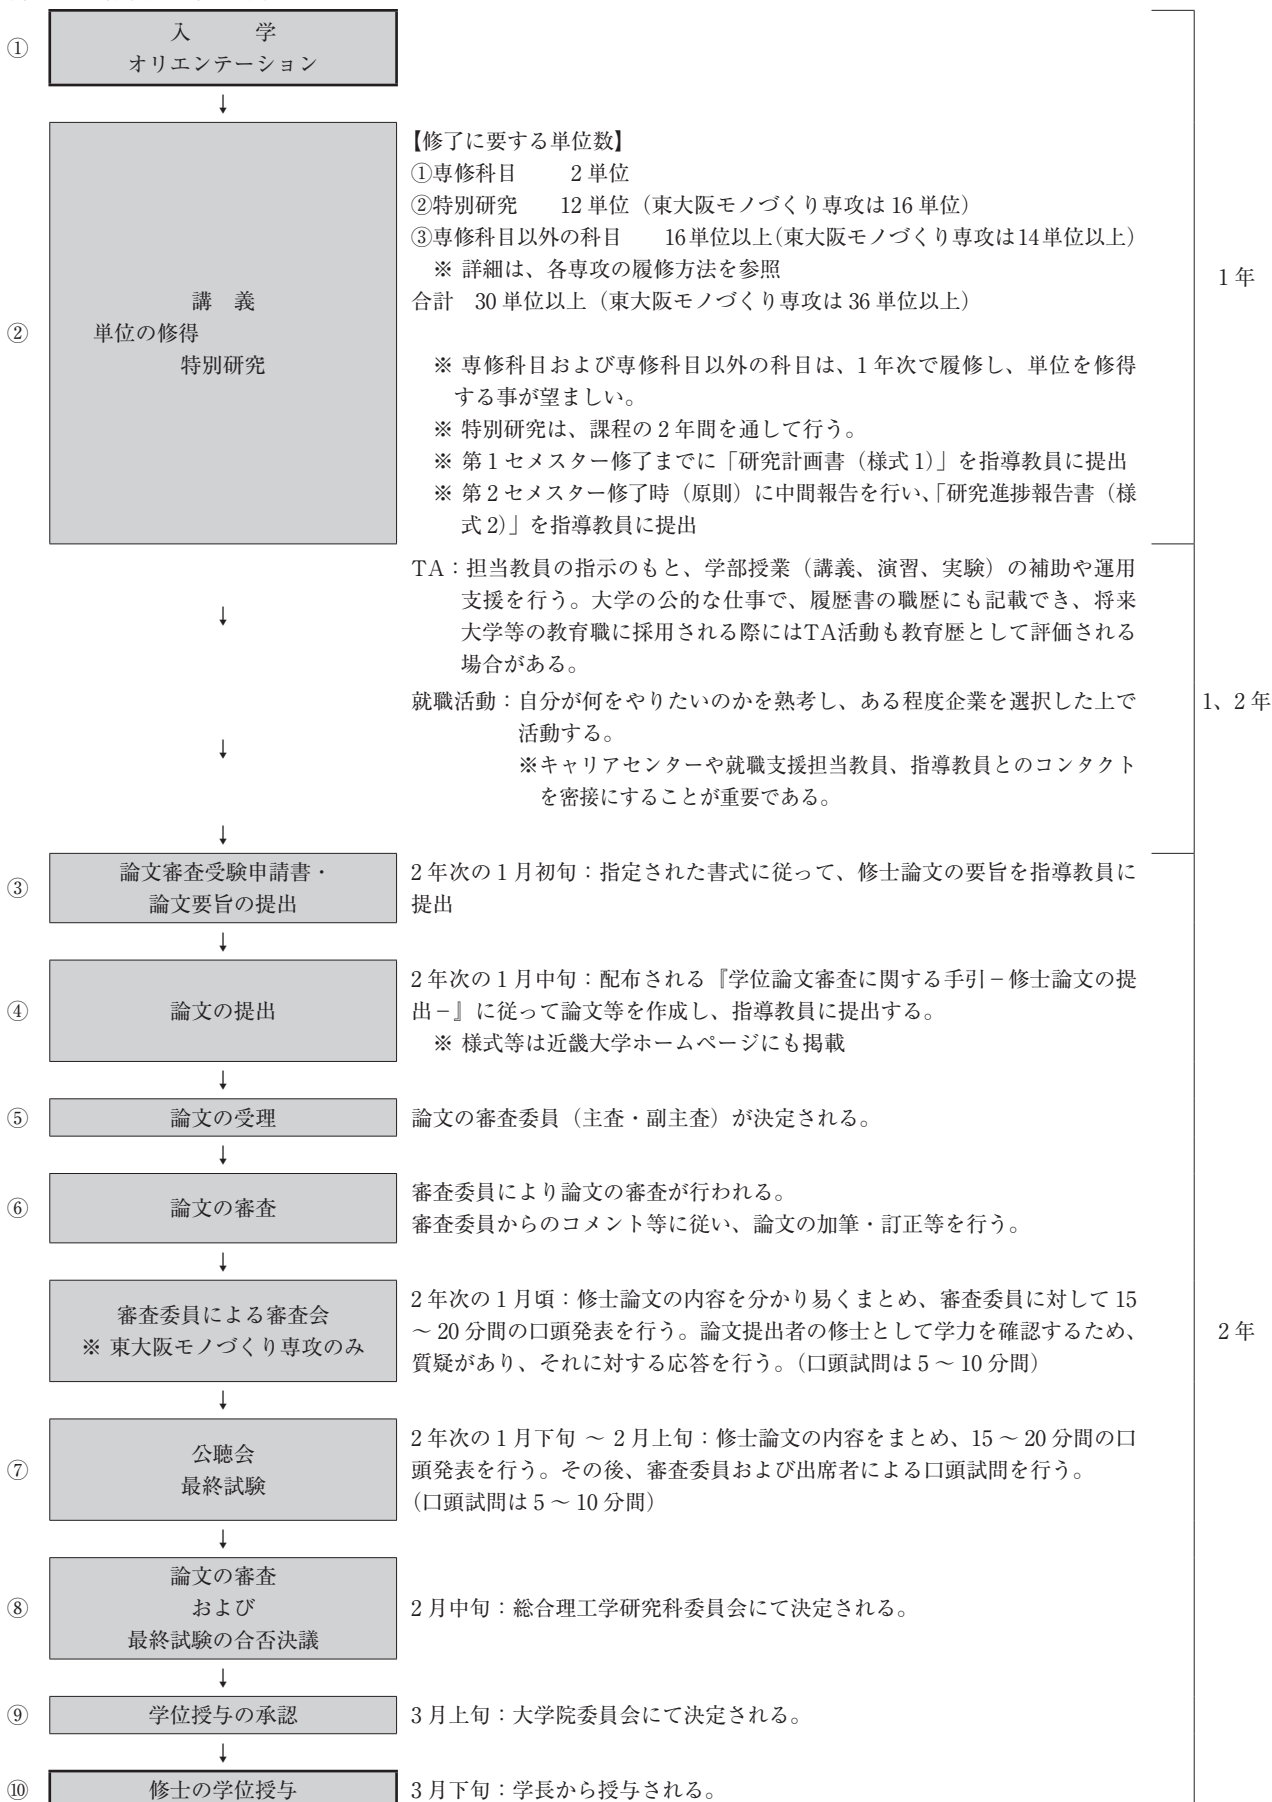 ①
入　　学
オリエンテーション
↓
②
講　義
単位の修得
特別研究
【修了に要する単位数】
①専修科目　　2 単位
②特別研究　　12 単位（東大阪モノづくり専攻は 16 単位）
③専修科目以外の科目　　16 単位以上（東大阪モノづくり専攻は 14 単位以上）
※ 詳細は、各専攻の履修方法を参照
合計　30 単位以上（東大阪モノづくり専攻は 36 単位以上）
※ 専修科目および専修科目以外の科目は、1 年次で履修し、単位を修得
する事が望ましい。
※ 特別研究は、課程の 2 年間を通して行う。
※ 第 1 セメスター修了までに「研究計画書（様式 1）」を指導教員に提出
※ 第 2 セメスター修了時（原則）に中間報告を行い、「研究進捗報告書（様
式 2）」を指導教員に提出
1 年
↓
TA：担当教員の指示のもと、学部授業（講義、演習、実験）の補助や運用
支援を行う。大学の公的な仕事で、履歴書の職歴にも記載でき、将来
大学等の教育職に採用される際にはTA活動も教育歴として評価される
場合がある。
↓
就職活動：自分が何をやりたいのかを熟考し、ある程度企業を選択した上で
活動する。
※キャリアセンターや就職支援担当教員、指導教員とのコンタクト
を密接にすることが重要である。
1、2 年
↓
③
論文審査受験申請書・
論文要旨の提出
2 年次の 1 月初旬：指定された書式に従って、修士論文の要旨を指導教員に
提出
↓
④
論文の提出
2 年次の 1 月中旬：配布される『学位論文審査に関する手引－修士論文の提
出－』に従って論文等を作成し、指導教員に提出する。
※ 様式等は近畿大学ホームページにも掲載
↓
⑤
論文の受理
論文の審査委員（主査・副主査）が決定される。
↓
⑥
論文の審査
審査委員により論文の審査が行われる。
審査委員からのコメント等に従い、論文の加筆・訂正等を行う。
↓
審査委員による審査会
※ 東大阪モノづくり専攻のみ
2 年次の 1 月頃：修士論文の内容を分かり易くまとめ、審査委員に対して 15
～ 20 分間の口頭発表を行う。論文提出者の修士として学力を確認するため、
質疑があり、それに対する応答を行う。（口頭試問は 5 ～ 10 分間）
2 年
↓
⑦
公聴会
最終試験
2 年次の 1 月下旬 ～ 2 月上旬：修士論文の内容をまとめ、15 ～ 20 分間の口
頭発表を行う。その後、審査委員および出席者による口頭試問を行う。
（口頭試問は 5 ～ 10 分間）
↓
⑧
論文の審査
および
最終試験の合否決議
2 月中旬：総合理工学研究科委員会にて決定される。
↓
⑨
学位授与の承認
3 月上旬：大学院委員会にて決定される。
↓
⑩
修士の学位授与
3 月下旬：学長から授与される。